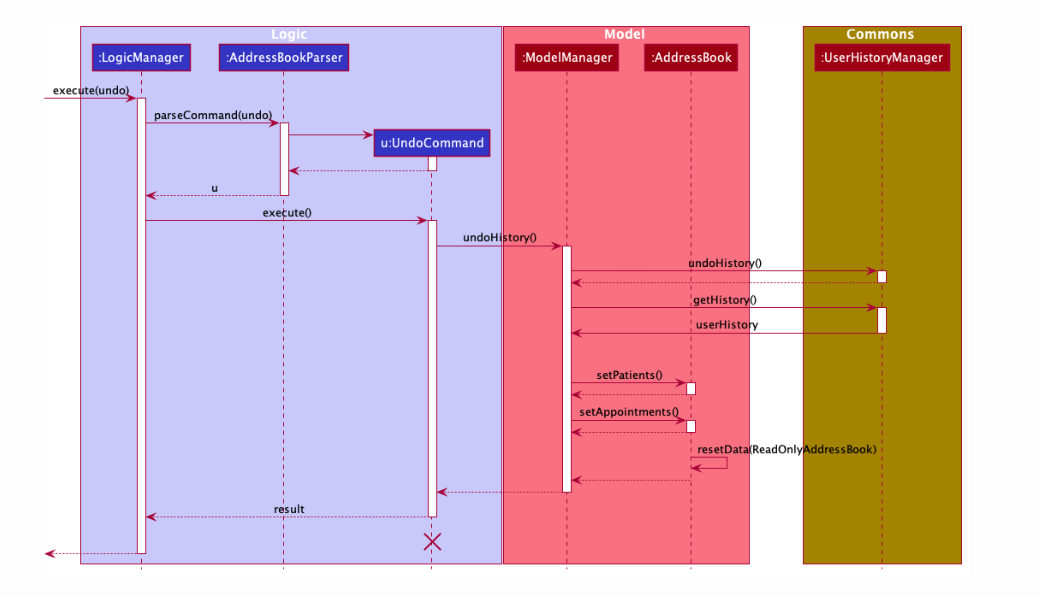 Logic
Model
Commons
:LogicManager
:AddressBookParser
:ModelManager
:AddressBook
:UserHistoryManager
execute(undo)
parseCommand(undo)
u:UndoCommand
u
execute()
undoHistory()
undoHistory()
getHistory()
userHistory
setPatients()
setAppointments()
resetData(ReadOnlyAddressBook)
result